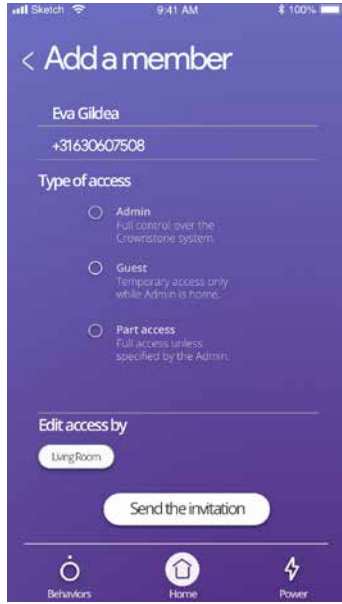 Sketch 9:41 AM 100%
< Add a member
Eva Gildea
+31630607508
Type of access
Admin
Full control over the
Crownstone system.
Guest
Temporary access only
while Admin is home.
Part access
Full access unless
specified by the Admin.
Edit access by
Living Room
Send the invitation
Behaviors Home Power